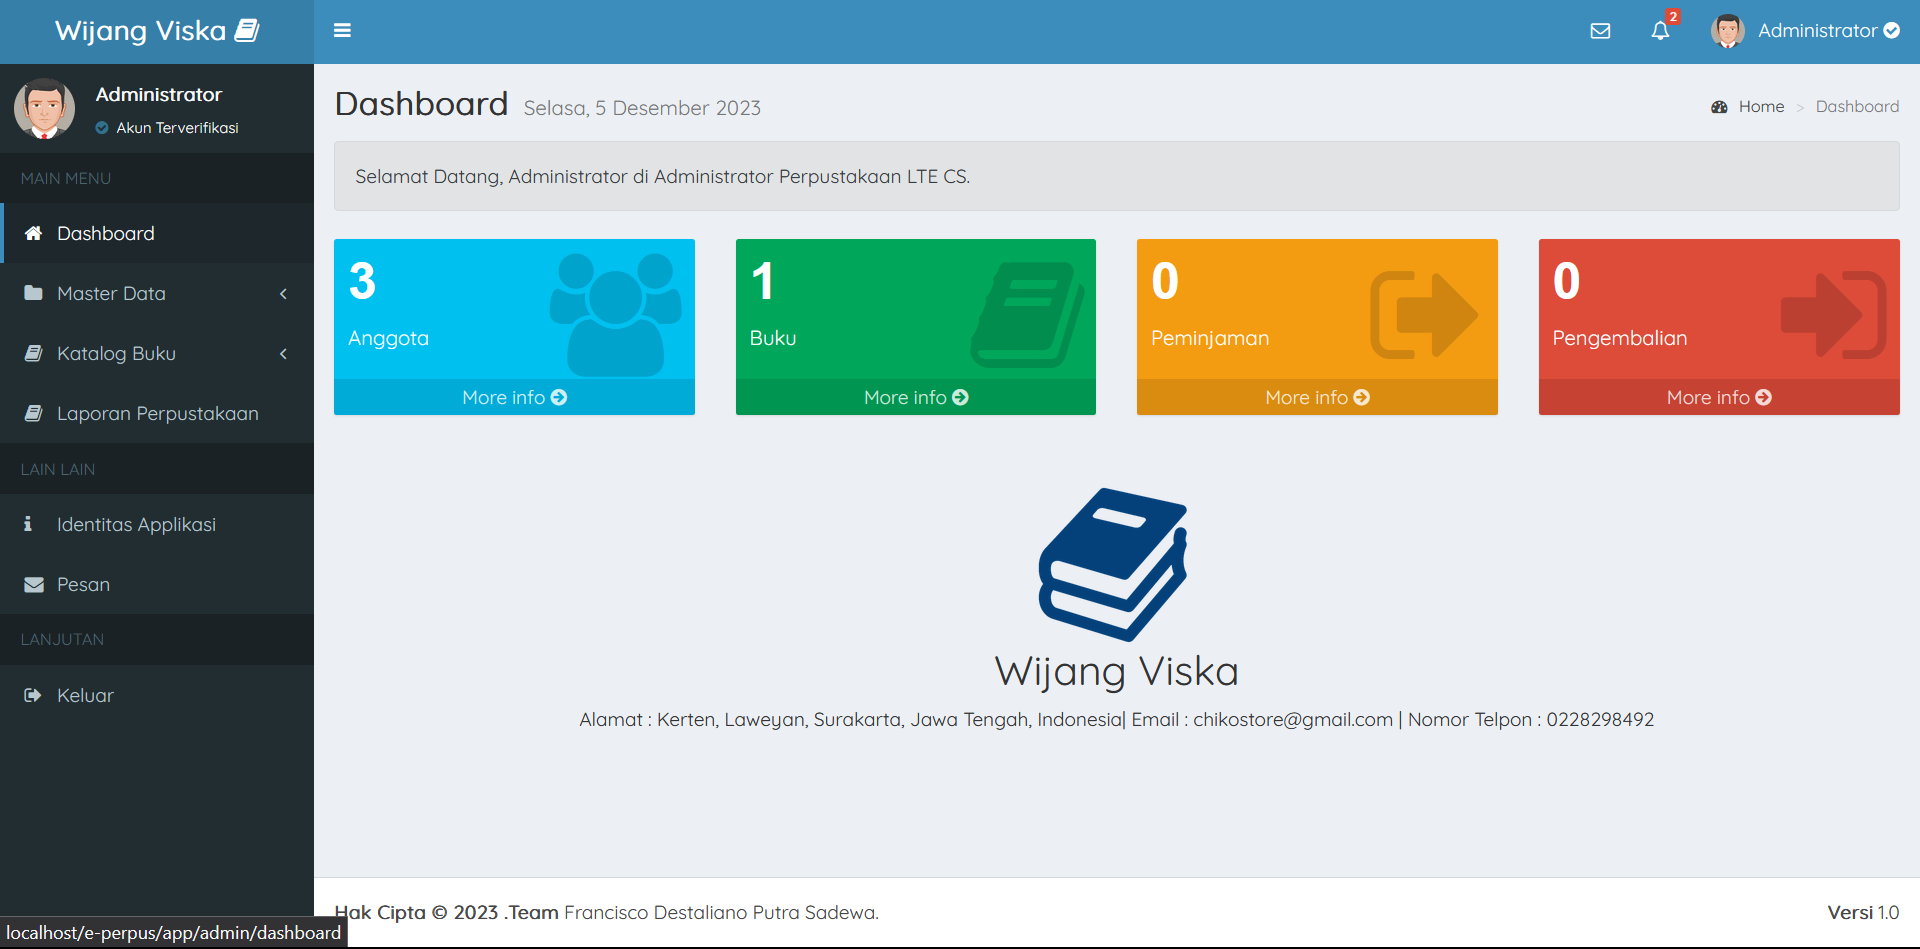 Wijang Viska
2
Administrator
Administrator
Akun Terverifikasi
MAIN MENU
Dashboard
Master Data
Katalog Buku
Laporan Perpustakaan
LAIN LAIN
Identitas Applikasi
Pesan
LANJUTAN
Keluar
Dashboard Selasa, 5 Desember 2023
Home > Dashboard
Selamat Datang, Administrator di Administrator Perpustakaan LTE CS.
3
Anggota
More info
1
Buku
More info
0
Peminjaman
More info
0
Pengembalian
More info
Wijang Viska
Alamat : Kerten, Laweyan, Surakarta, Jawa Tengah, Indonesia| Email : chikostore@gmail.com | Nomor Telpon : 0228298492
Hak Cipta © 2023 .Team Francisco Destaliano Putra Sadewa.
Versi 1.0
localhost/e-perpus/app/admin/dashboard